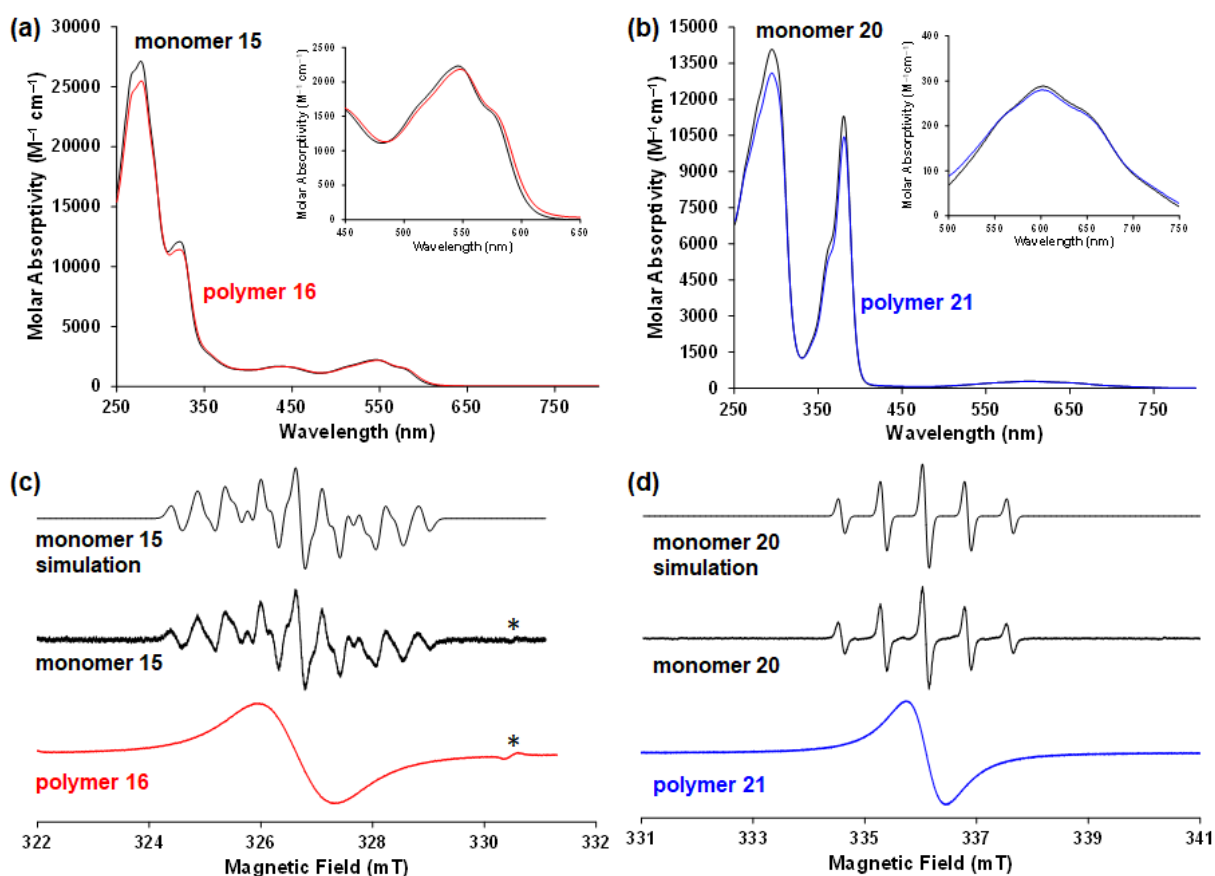 (a)
monomer 15
polymer 16
Molar Absorptivity (M⁻¹ cm⁻¹)
30000
25000
20000
15000
10000
5000
0
250
350
450
550
650
750
Wavelength (nm)
Molar Absorptivity (M⁻¹ cm⁻¹)
2500
2000
1500
1000
500
0
450
500
550
600
650
Wavelength (nm)
(b)
monomer 20
polymer 21
Molar Absorptivity (M⁻¹ cm⁻¹)
15000
13500
12000
10500
9000
7500
6000
4500
3000
1500
0
250
350
450
550
650
750
Wavelength (nm)
Molar Absorptivity (M⁻¹ cm⁻¹)
400
300
200
100
0
500
550
600
650
700
750
Wavelength (nm)
(c)
monomer 15
simulation
*
monomer 15
*
polymer 16
322
324
326
328
330
332
Magnetic Field (mT)
(d)
monomer 20
simulation
monomer 20
polymer 21
331
333
335
337
339
341
Magnetic Field (mT)